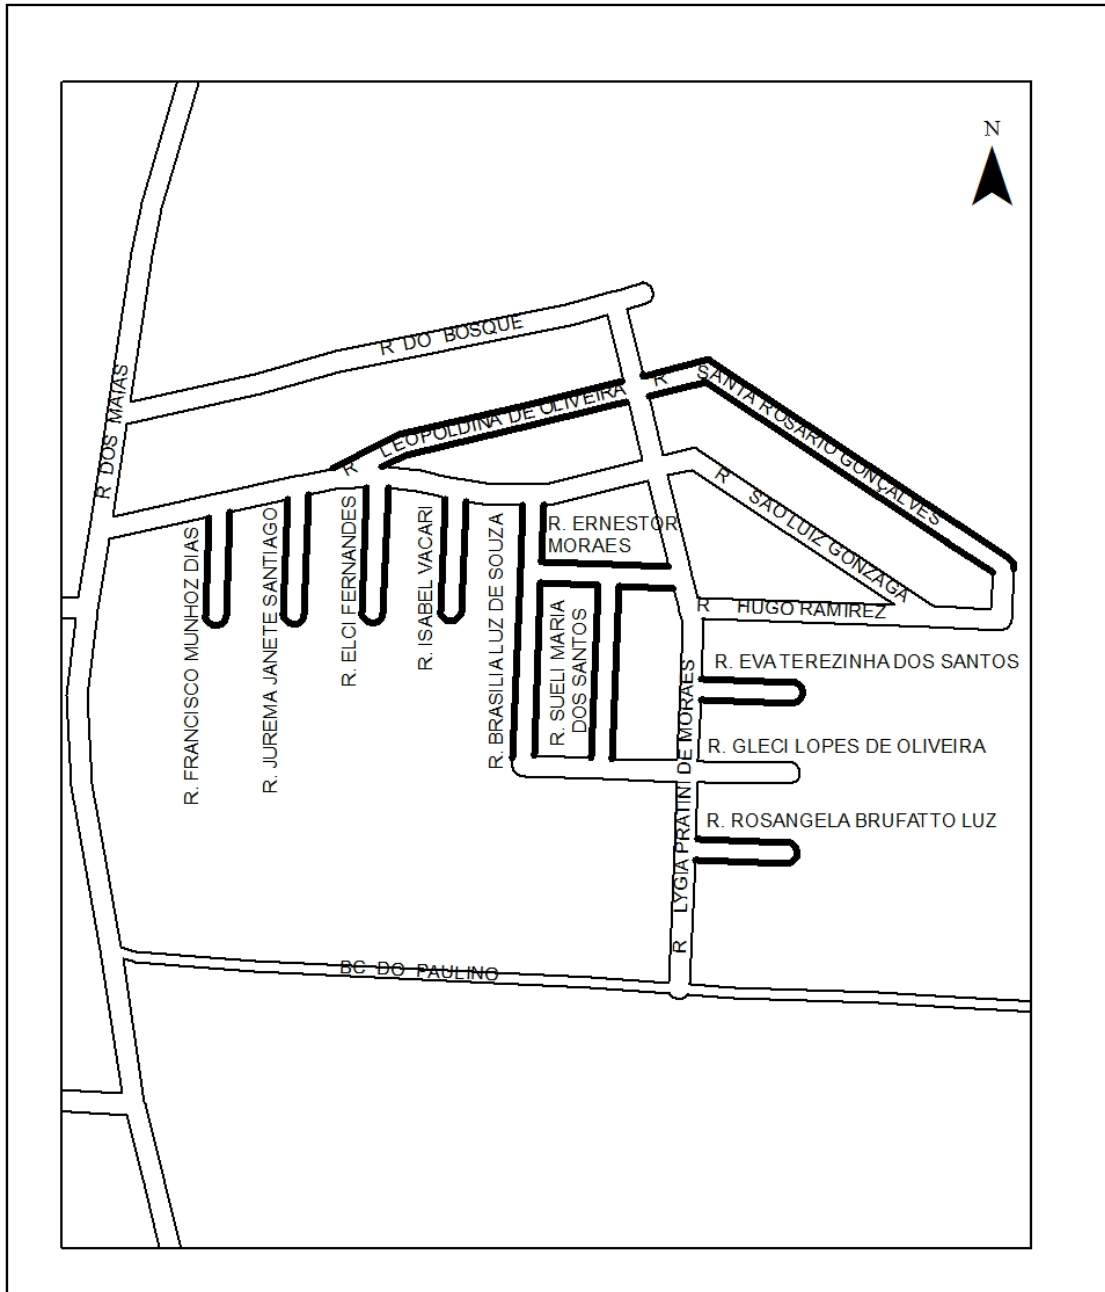 N
R DO BOSQUE
R DOS MAIAS
R LEOPOLDINA DE OLIVEIRA
R SANTA ROSARIO GONÇALVES
R SAO LUIZ GONZAGA
R. ERNESTOR
MORAES
R. FRANCISCO MUNHOZ DIAS
R. JUREMA JANETE SANTIAGO
R. ELCI FERNANDES
R. ISABEL VACARI
R. BRASILIA LUZ DE SOUZA
R. SUELI MARIA
DOS SANTOS
R HUGO RAMIREZ
R. EVA TEREZINHA DOS SANTOS
R. GLECI LOPES DE OLIVEIRA
R. ROSANGELA BRUFATTO LUZ
R LYGIA PRATINI DE MORAES
BC DO PAULINO